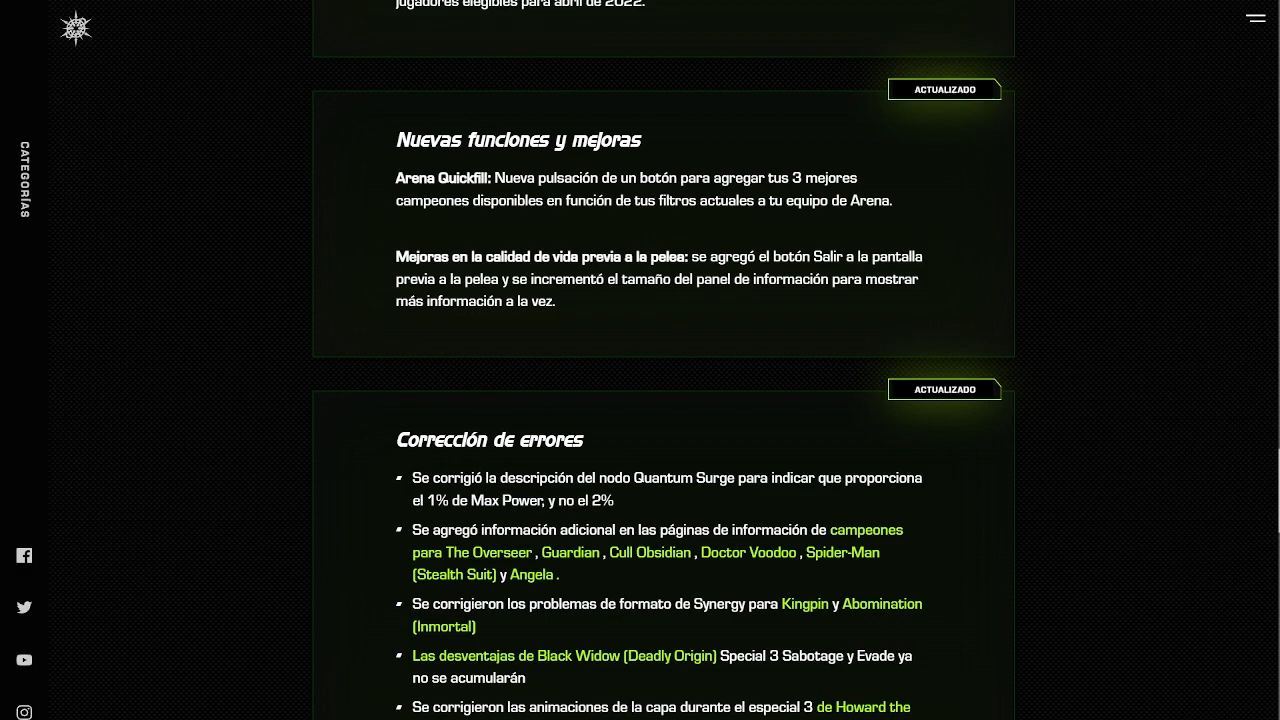 jugadores elegibles para abril de 2022.
CATEGORÍAS
ACTUALIZADO
Nuevas funciones y mejoras
Arena Quickfill: Nueva pulsación de un botón para agregar tus 3 mejores
campeones disponibles en función de tus filtros actuales a tu equipo de Arena.
Mejoras en la calidad de vida previa a la pelea: se agregó el botón Salir a la pantalla
previa a la pelea y se incrementó el tamaño del panel de información para mostrar
más información a la vez.
ACTUALIZADO
Corrección de errores
Se corrigió la descripción del nodo Quantum Surge para indicar que proporciona
el 1% de Max Power, y no el 2%
Se agregó información adicional en las páginas de información de campeones
para The Overseer , Guardian , Cull Obsidian , Doctor Voodoo , Spider-Man
(Stealth Suit) y Angela .
Se corrigieron los problemas de formato de Synergy para Kingpin y Abomination
(Inmortal)
Las desventajas de Black Widow (Deadly Origin) Special 3 Sabotage y Evade ya
no se acumularán
Se corrigieron las animaciones de la capa durante el especial 3 de Howard the